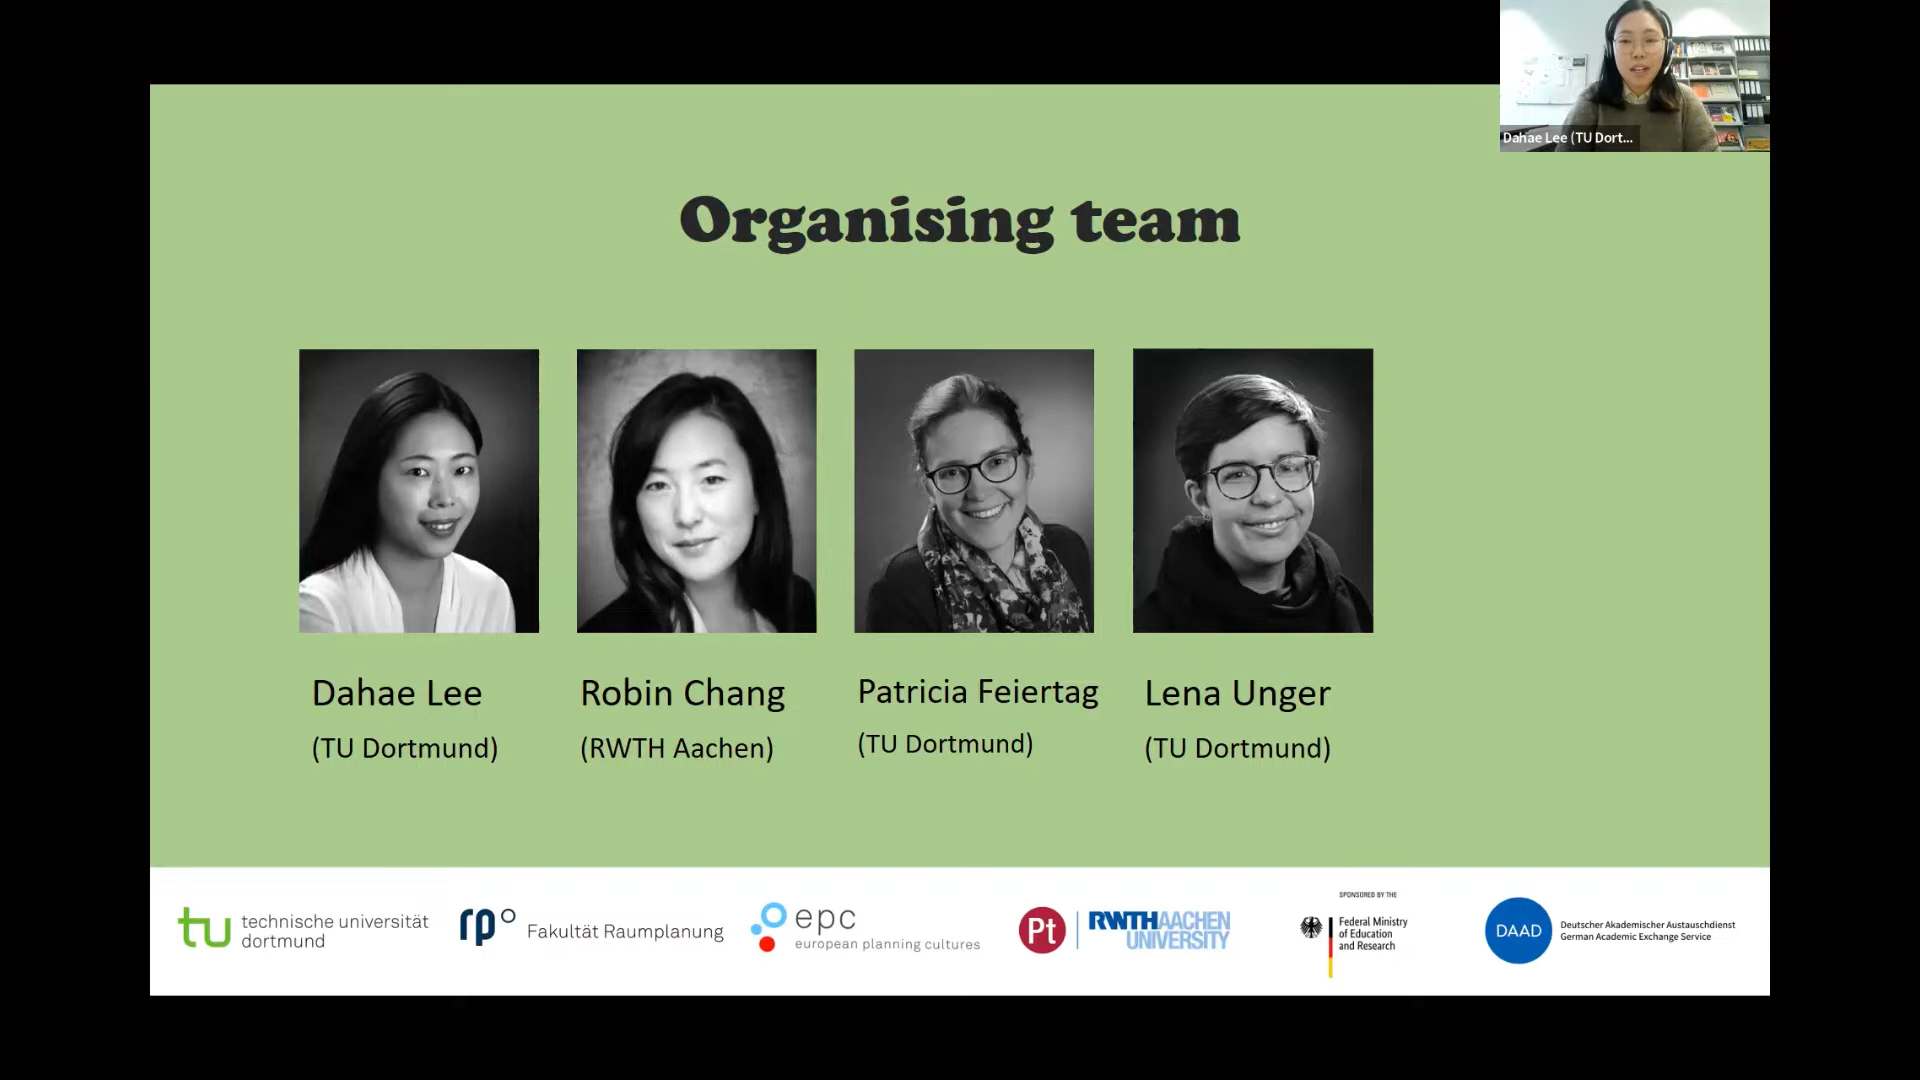 Dahae Lee (TU Dort...
Organising team
Dahae Lee
(TU Dortmund)
Robin Chang
(RWTH Aachen)
Patricia Feiertag
(TU Dortmund)
Lena Unger
(TU Dortmund)
tu
technische universität
dortmund
rp
Fakultät Raumplanung
epc
european planning cultures
Pt
RWTHAACHEN
UNIVERSITY
SPONSORED BY THE
Federal Ministry
of Education
and Research
DAAD
Deutscher Akademischer Austauschdienst
German Academic Exchange Service